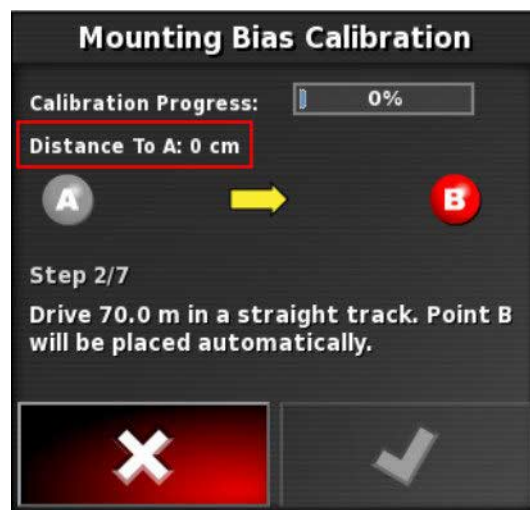 Mounting Bias Calibration
Calibration Progress: 0%
Distance To A: 0 cm
A B
Step 2/7
Drive 70.0 m in a straight track. Point B
will be placed automatically.